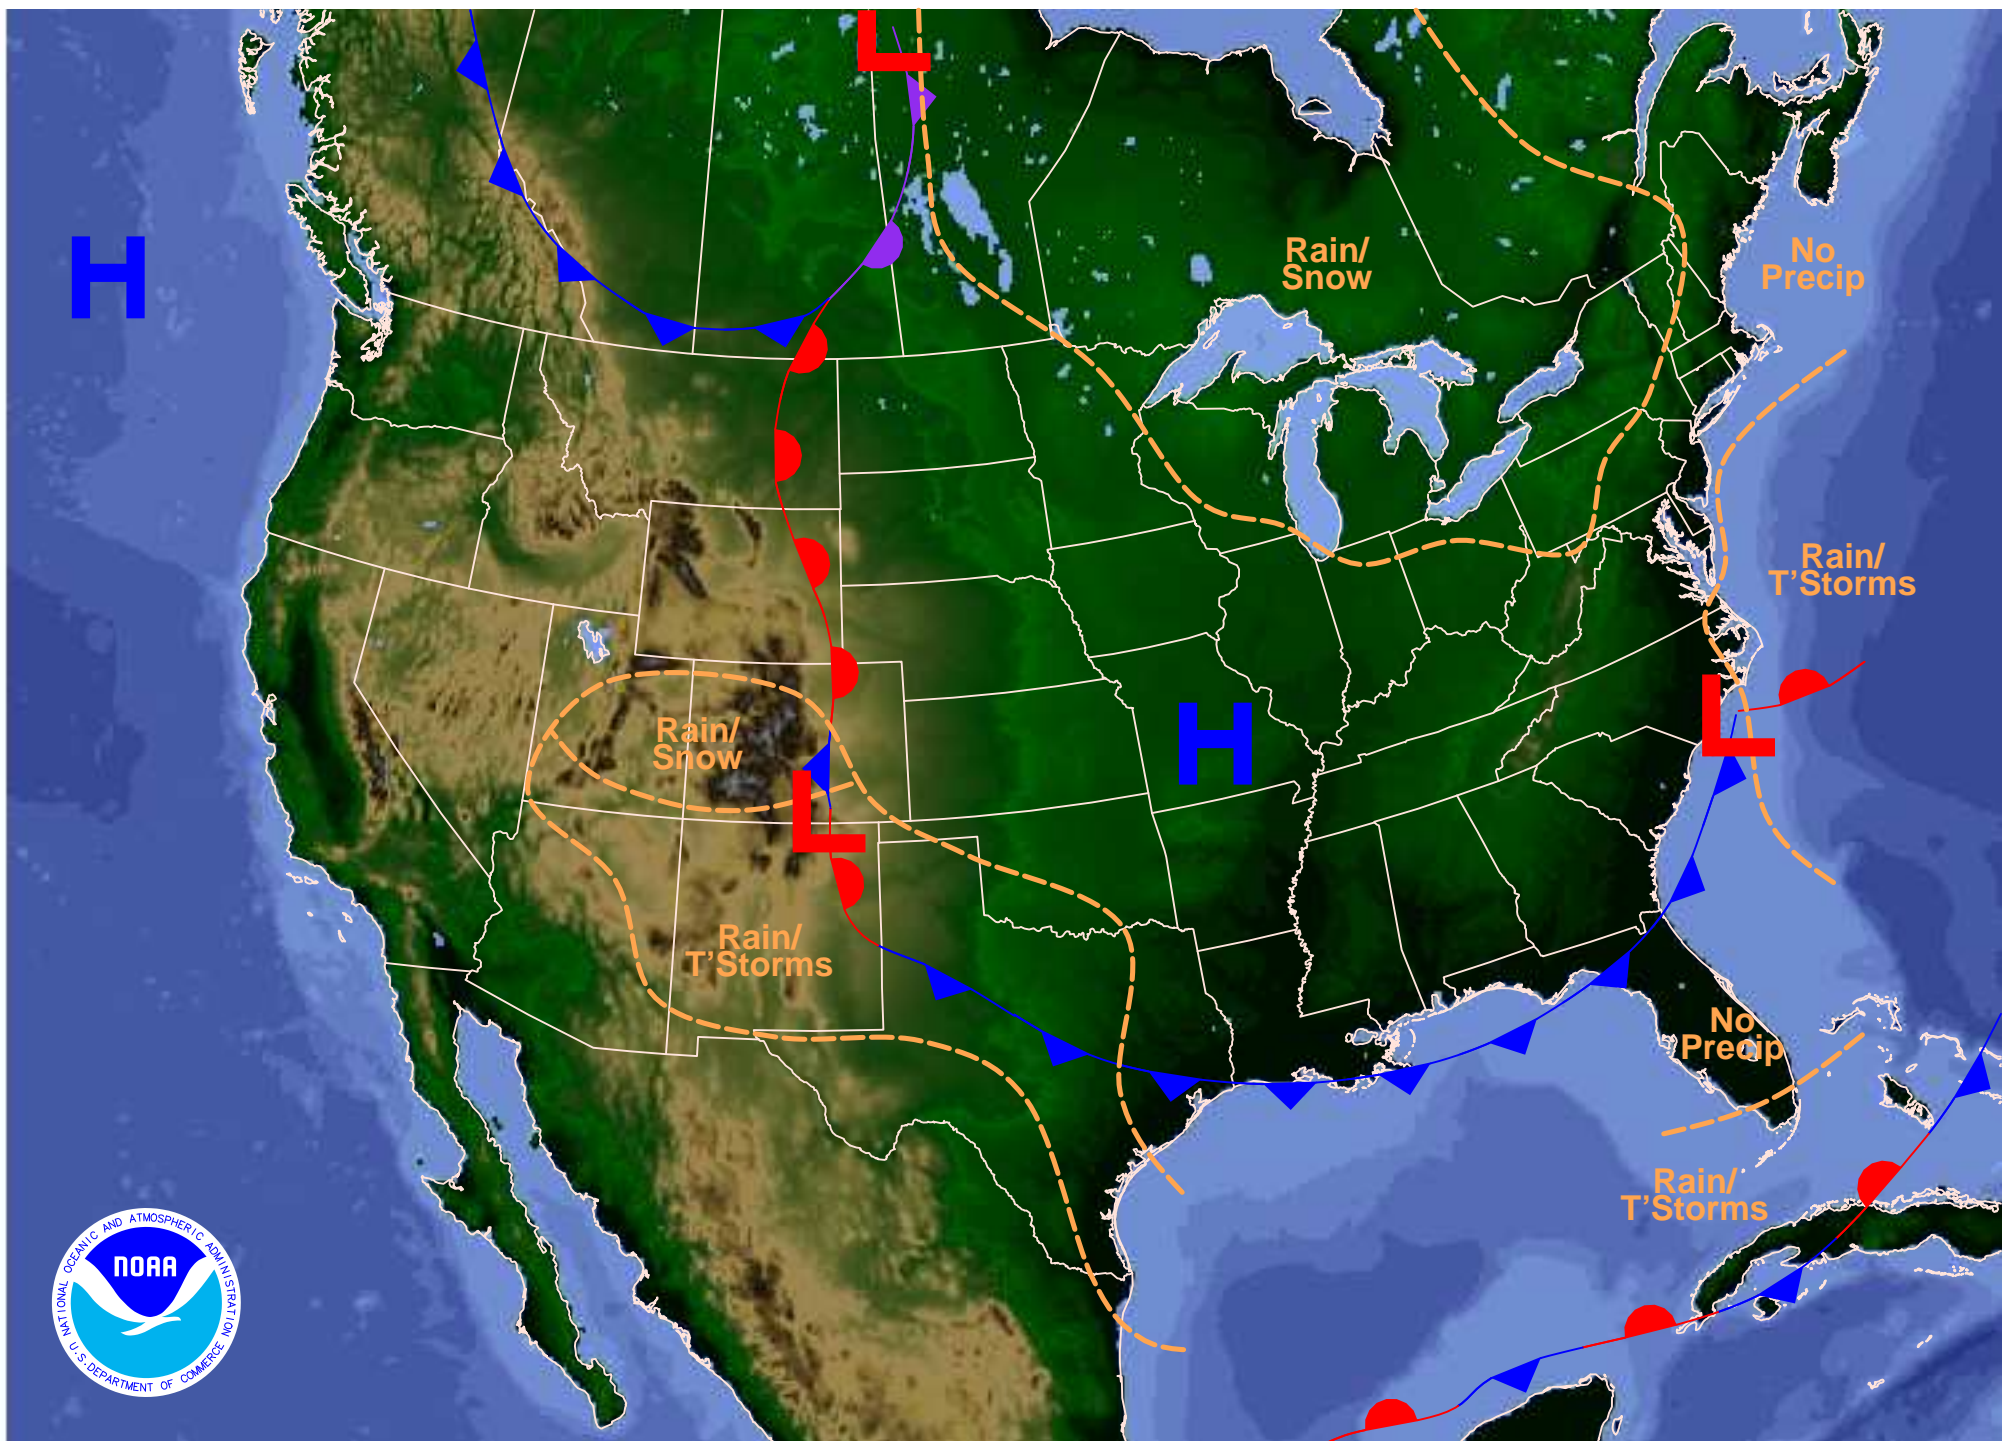 L
H
Rain/
Snow
No
Precip
Rain/
T'Storms
L
H
Rain/
Snow
L
Rain/
T'Storms
No
Precip
Rain/
T'Storms
NATIONAL OCEANIC AND ATMOSPHERIC ADMINISTRATION
NOAA
U.S. DEPARTMENT OF COMMERCE